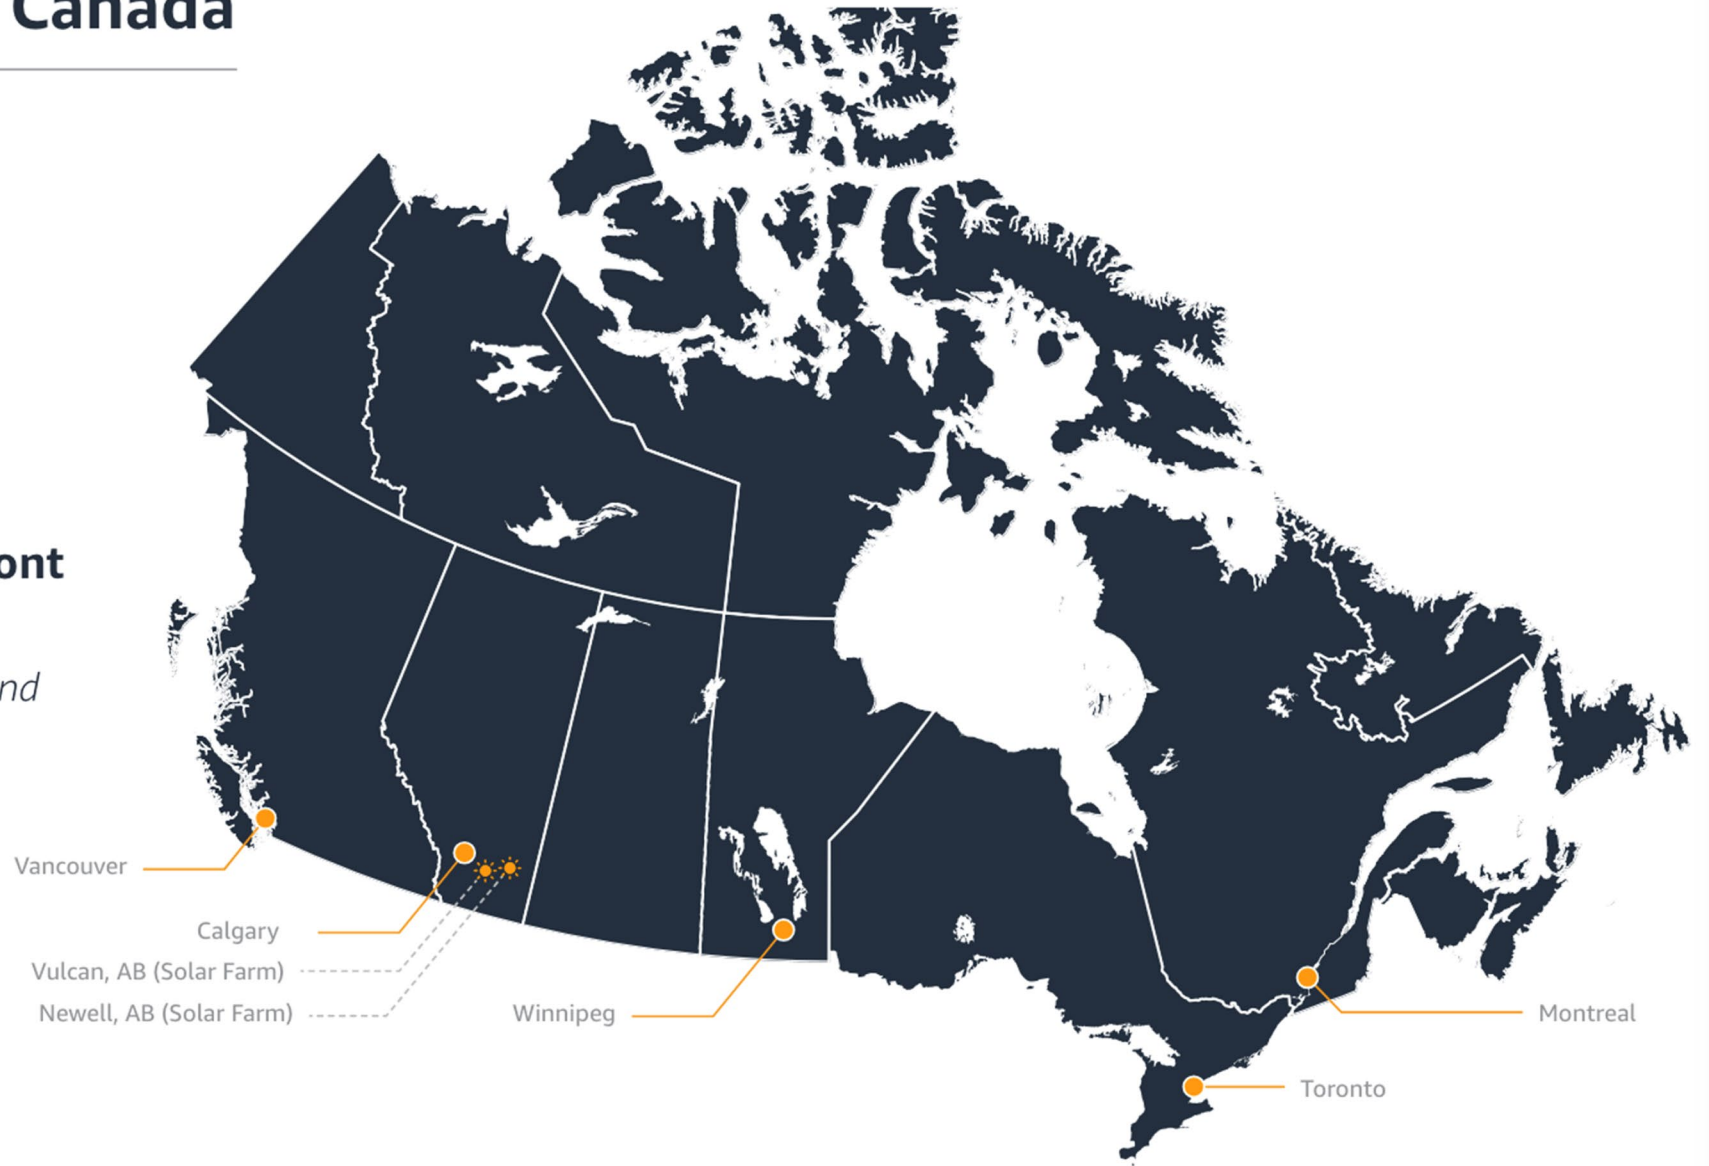 Canada
ont
nd
Vancouver
Calgary
Vulcan, AB (Solar Farm)
Newell, AB (Solar Farm)
Winnipeg
Montreal
Toronto